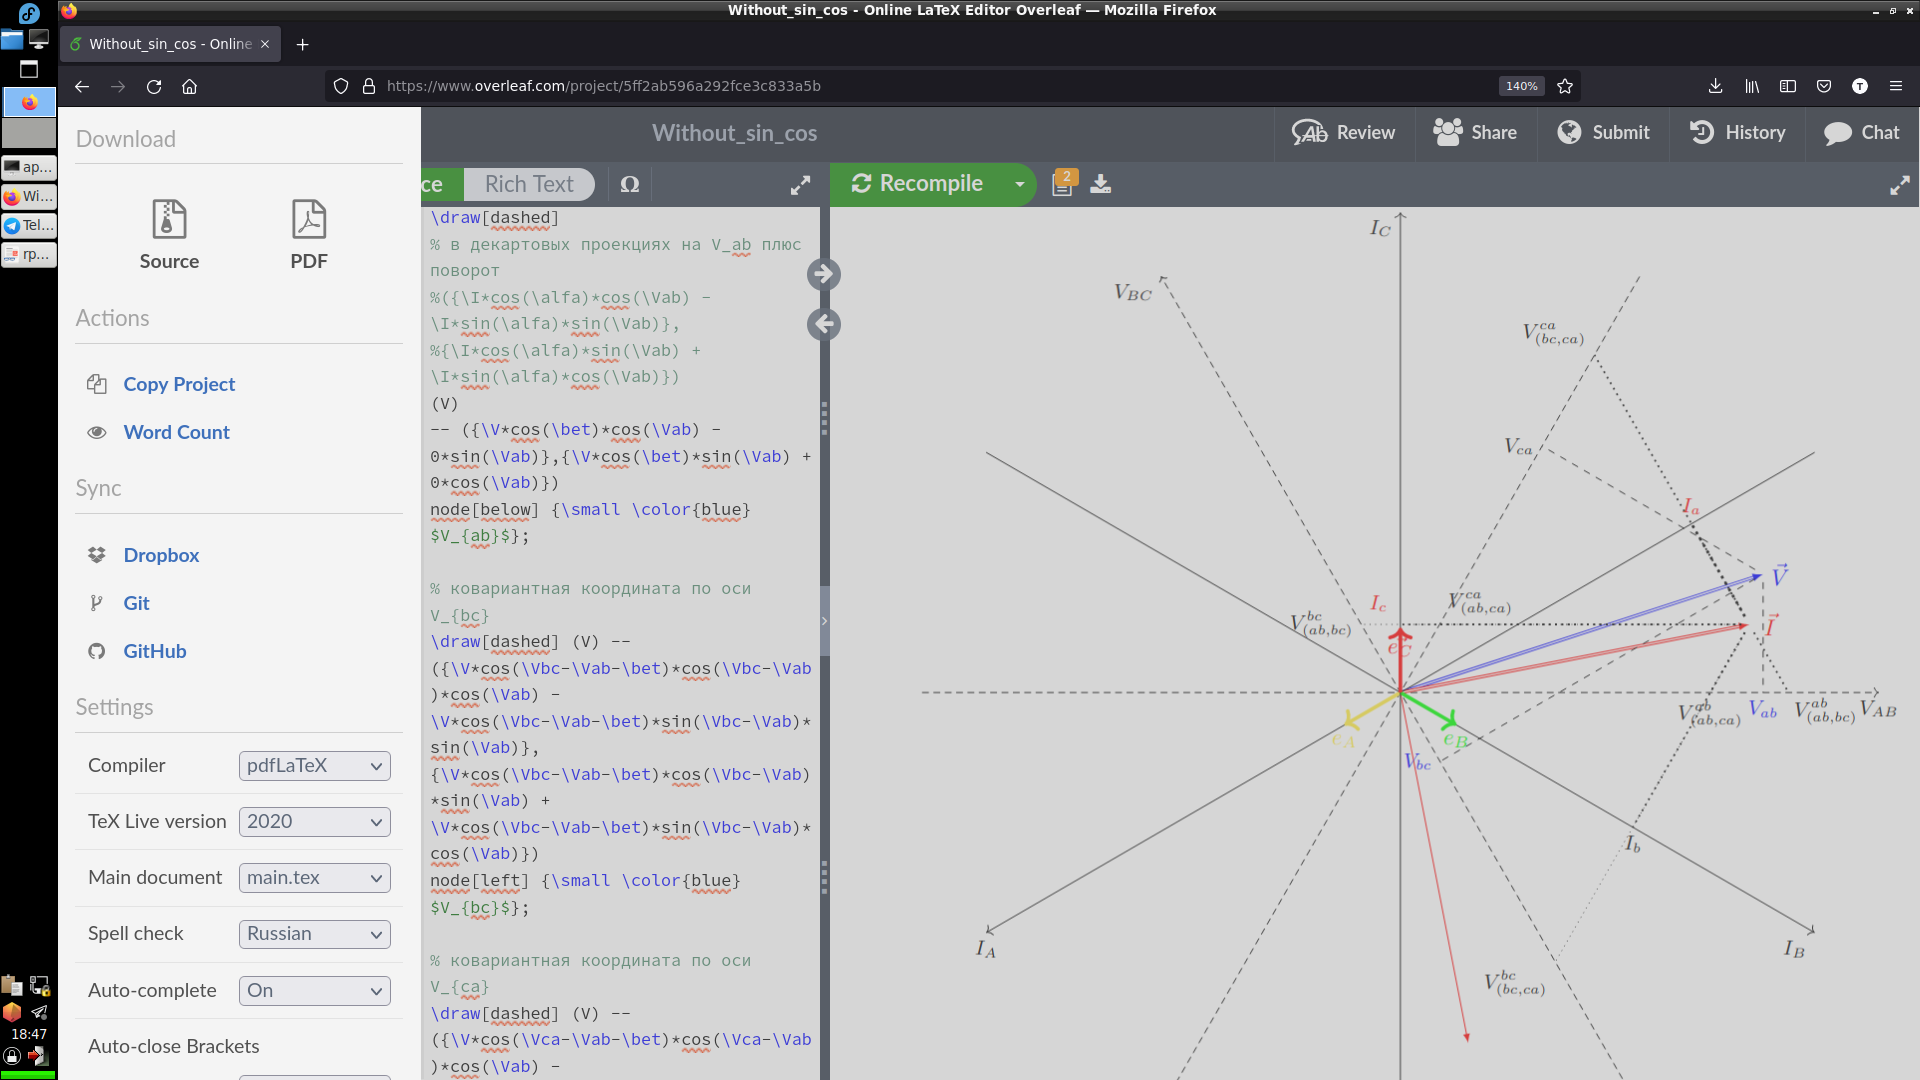 Without_sin_cos - Online LaTeX Editor Overleaf — Mozilla Firefox
Without_sin_cos - Online
https://www.overleaf.com/project/5ff2ab596a292fce3c833a5b
140%
T
ap...
Wi...
Tel...
rp...
18:47
Download
Source
PDF
Actions
Copy Project
Word Count
Sync
Dropbox
Git
GitHub
Settings
Compiler
pdfLaTeX
TeX Live version
2020
Main document
main.tex
Spell check
Russian
Auto-complete
On
Auto-close Brackets
Without_sin_cos
Review
Share
Submit
History
Chat
ce
Rich Text
Ω
Recompile
2
\draw[dashed]
% в декартовых проекциях на V_ab плюс
поворот
%({\I*cos(\alfa)*cos(\Vab) -
\I*sin(\alfa)*sin(\Vab)},
%{\I*cos(\alfa)*sin(\Vab) +
\I*sin(\alfa)*cos(\Vab)})
(V)
-- ({\V*cos(\bet)*cos(\Vab) -
0*sin(\Vab)},{\V*cos(\bet)*sin(\Vab) +
0*cos(\Vab)})
node[below] {\small \color{blue}
$V_{ab}$};
% ковариантная координата по оси
V_{bc}
\draw[dashed] (V) --
({\V*cos(\Vbc-\Vab-\bet)*cos(\Vbc-\Vab
)*cos(\Vab) -
\V*cos(\Vbc-\Vab-\bet)*sin(\Vbc-\Vab)*
sin(\Vab)},
{\V*cos(\Vbc-\Vab-\bet)*cos(\Vbc-\Vab)
*sin(\Vab) +
\V*cos(\Vbc-\Vab-\bet)*sin(\Vbc-\Vab)*
cos(\Vab)})
node[left] {\small \color{blue}
$V_{bc}$};
% ковариантная координата по оси
V_{ca}
\draw[dashed] (V) --
({\V*cos(\Vca-\Vab-\bet)*cos(\Vca-\Vab
)*cos(\Vab) -
I_C
V_{BC}
V^{ca}_{(bc,ca)}
V_{ca}
I_a
\vec{V}
I_c
V^{ca}_{(ab,ca)}
V^{bc}_{(ab,bc)}
\vec{I}
e_C
V^{ab}_{(ab,ca)}
V_{ab}
V^{ab}_{(ab,bc)}
V_{AB}
e_A
e_B
V_{bc}
I_b
I_A
I_B
V^{bc}_{(bc,ca)}